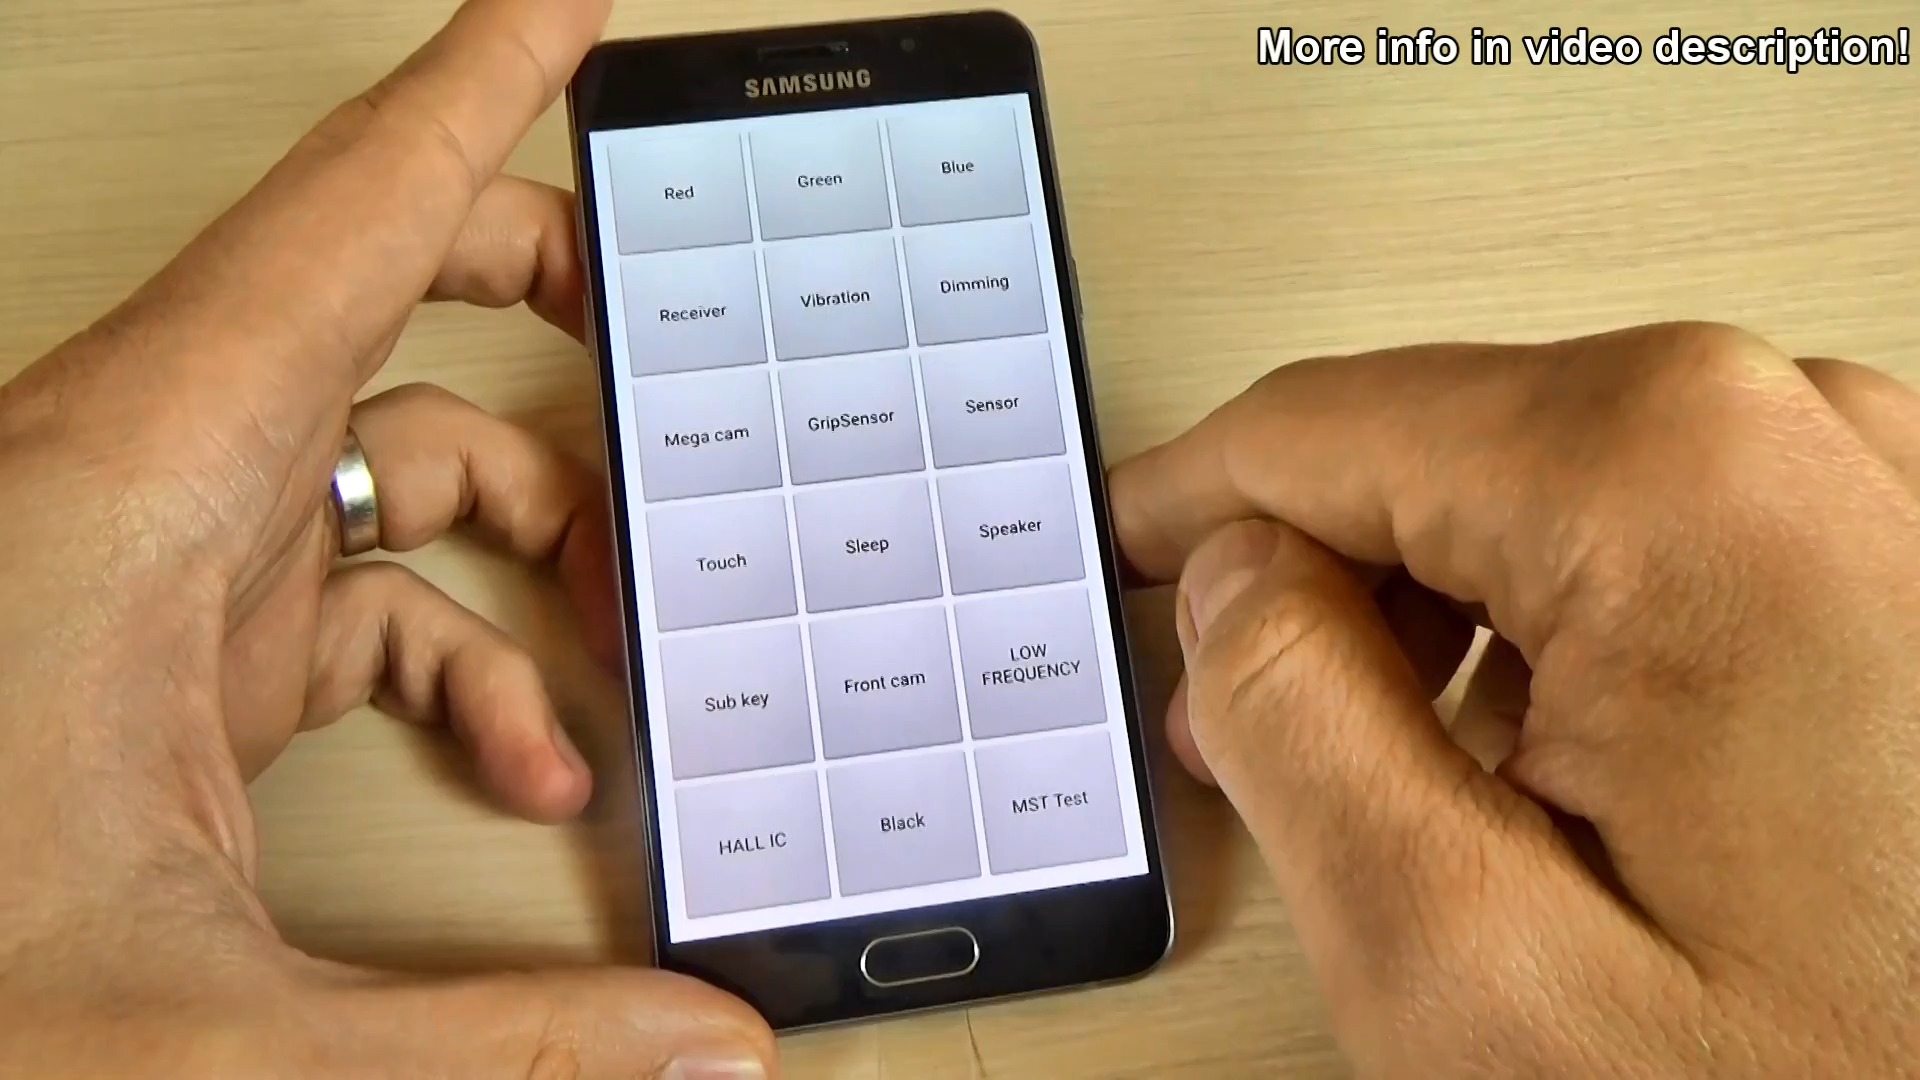 More info in video description!
SAMSUNG
Red
Green
Blue
Receiver
Vibration
Dimming
Mega cam
GripSensor
Sensor
Touch
Sleep
Speaker
Sub key
Front cam
LOW
FREQUENCY
HALL IC
Black
MST Test